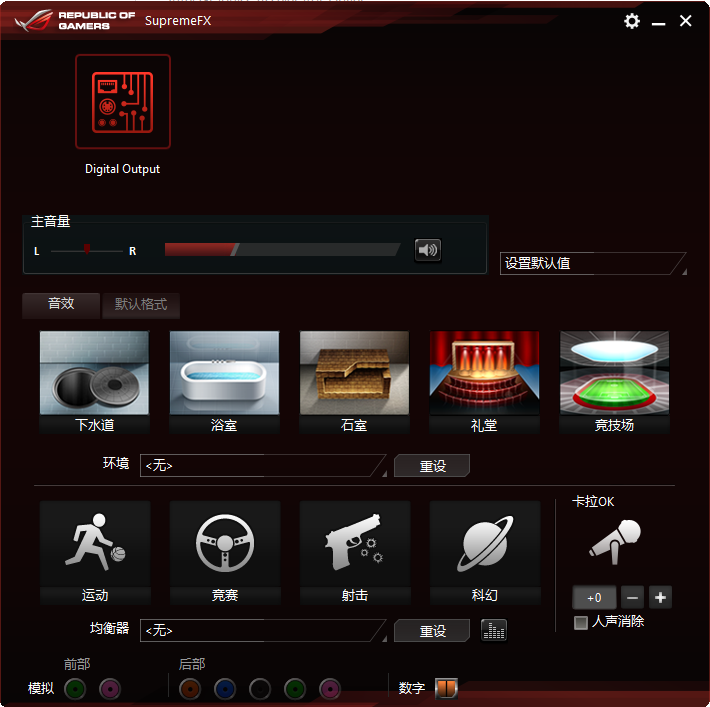 REPUBLIC OF
GAMERS
SupremeFX
Digital Output
主音量
L
R
设置默认值
音效
默认格式
下水道
浴室
石室
礼堂
竞技场
环境
<无>
重设
卡拉OK
运动
竞赛
射击
科幻
+0
人声消除
均衡器
<无>
重设
前部
后部
模拟
数字